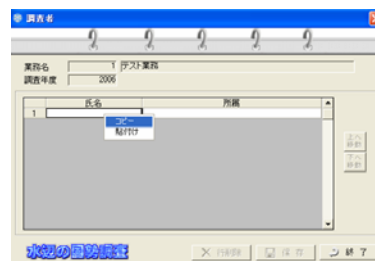 調査者
業務名 1 テスト業務
調査年度 2006
氏名 所属
1
コピー
貼付け
上へ
移動
下へ
移動
水辺の国勢調査
行削除 保存 終了